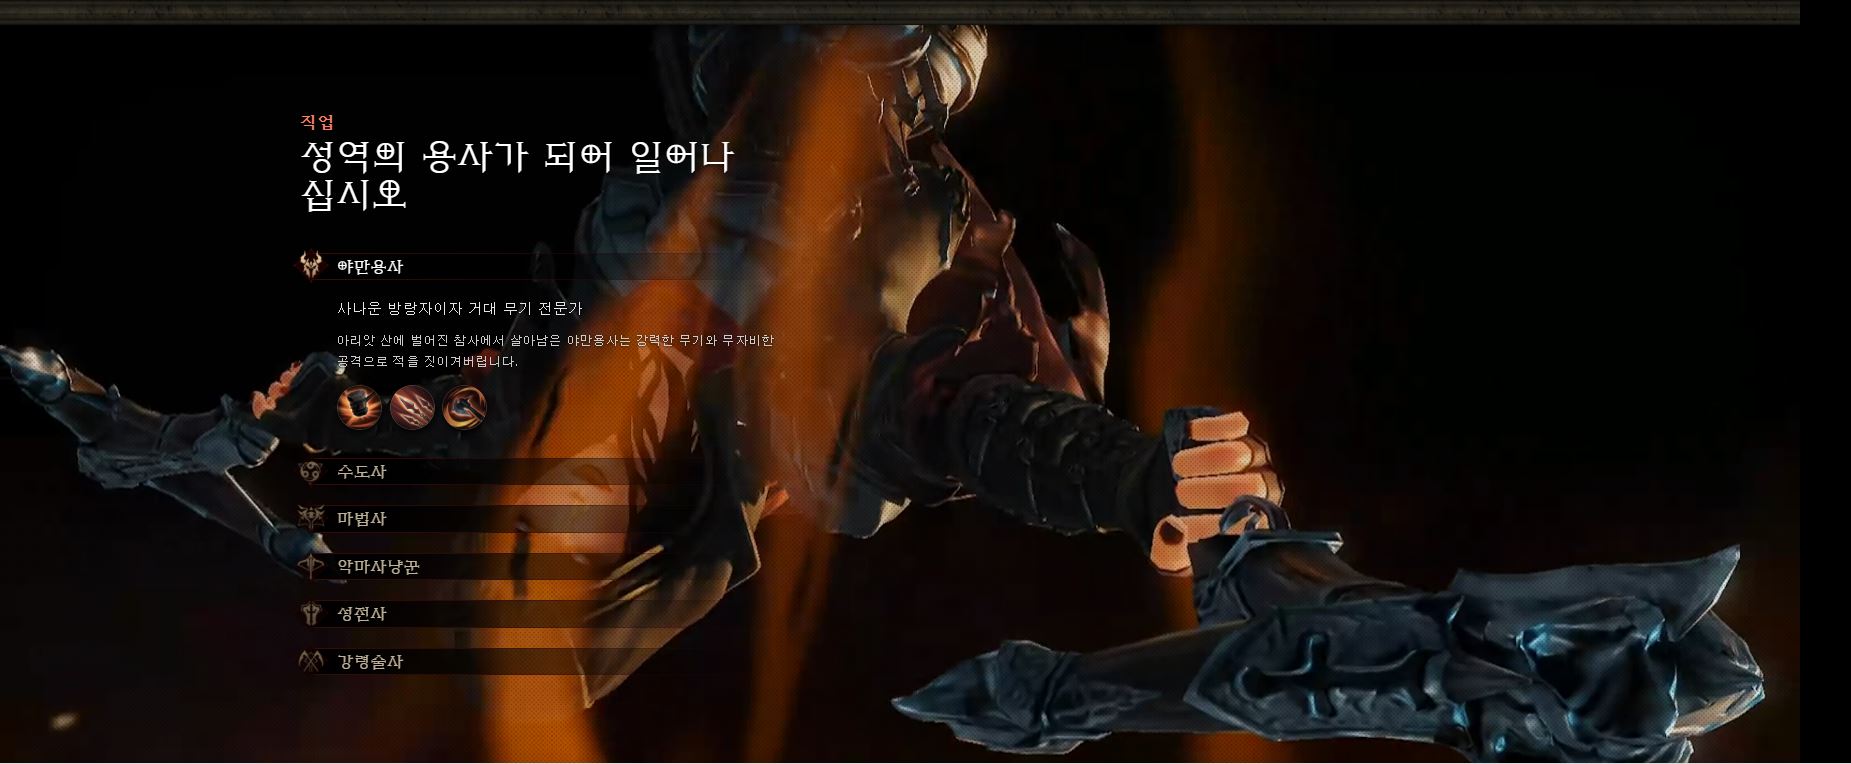 직업
성역의 용사가 되어 일어나
십시오
야만용사
사나운 방랑자이자 거대 무기 전문가
아리앗 산에 벌어진 참사에서 살아남은 야만용사는 강력한 무기와 무자비한
공격으로 적을 짓이겨버립니다.
수도사
마법사
악마사냥꾼
성전사
강령술사